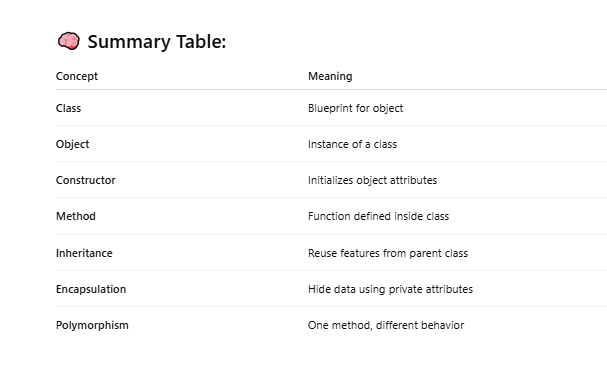 🧠 Summary Table:
Concept Meaning
Class Blueprint for object
Object Instance of a class
Constructor Initializes object attributes
Method Function defined inside class
Inheritance Reuse features from parent class
Encapsulation Hide data using private attributes
Polymorphism One method, different behavior